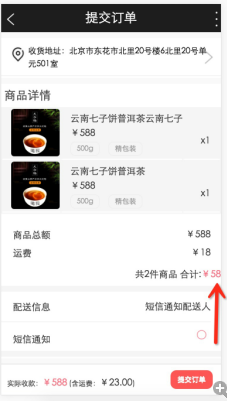 提交订单
收货地址：北京市东花市北里20号楼6北里20号单
元501室
商品详情
云南七子饼普洱茶云南七子
￥588
500g 精包装
x1
云南七子饼普洱茶
￥588
500g 精包装
x1
商品总额 ￥588
运费 ￥18
共2件商品 合计:￥58
配送信息 短信通知配送人
短信通知
实际收款：￥588 (含运费：￥23.00)
提交订单